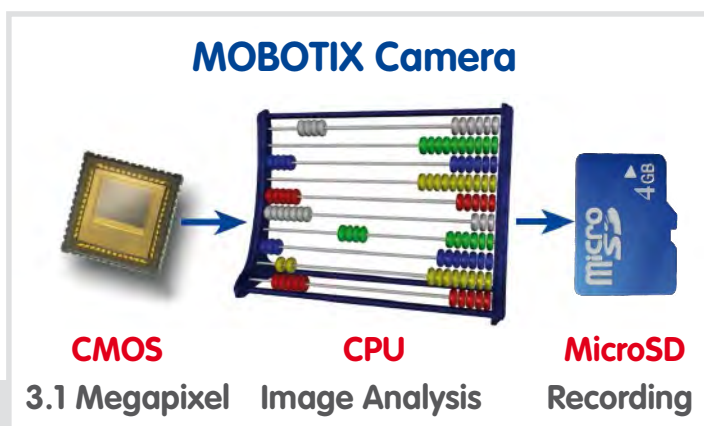 MOBOTIX Camera
4GB
micro
SD
CMOS
CPU
MicroSD
3.1 Megapixel
Image Analysis
Recording